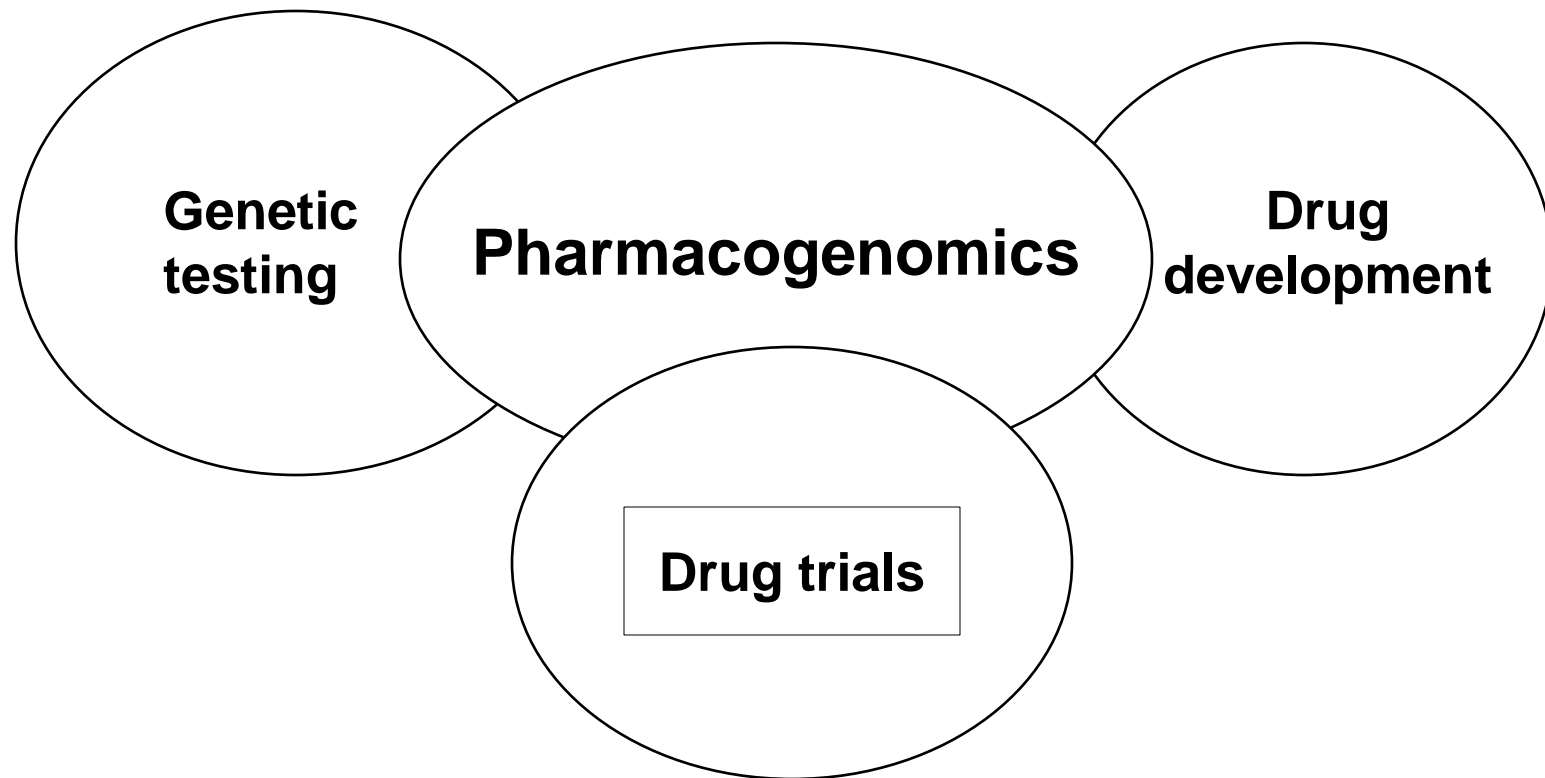 Genetic
testing
Pharmacogenomics
Drug
development
Drug trials